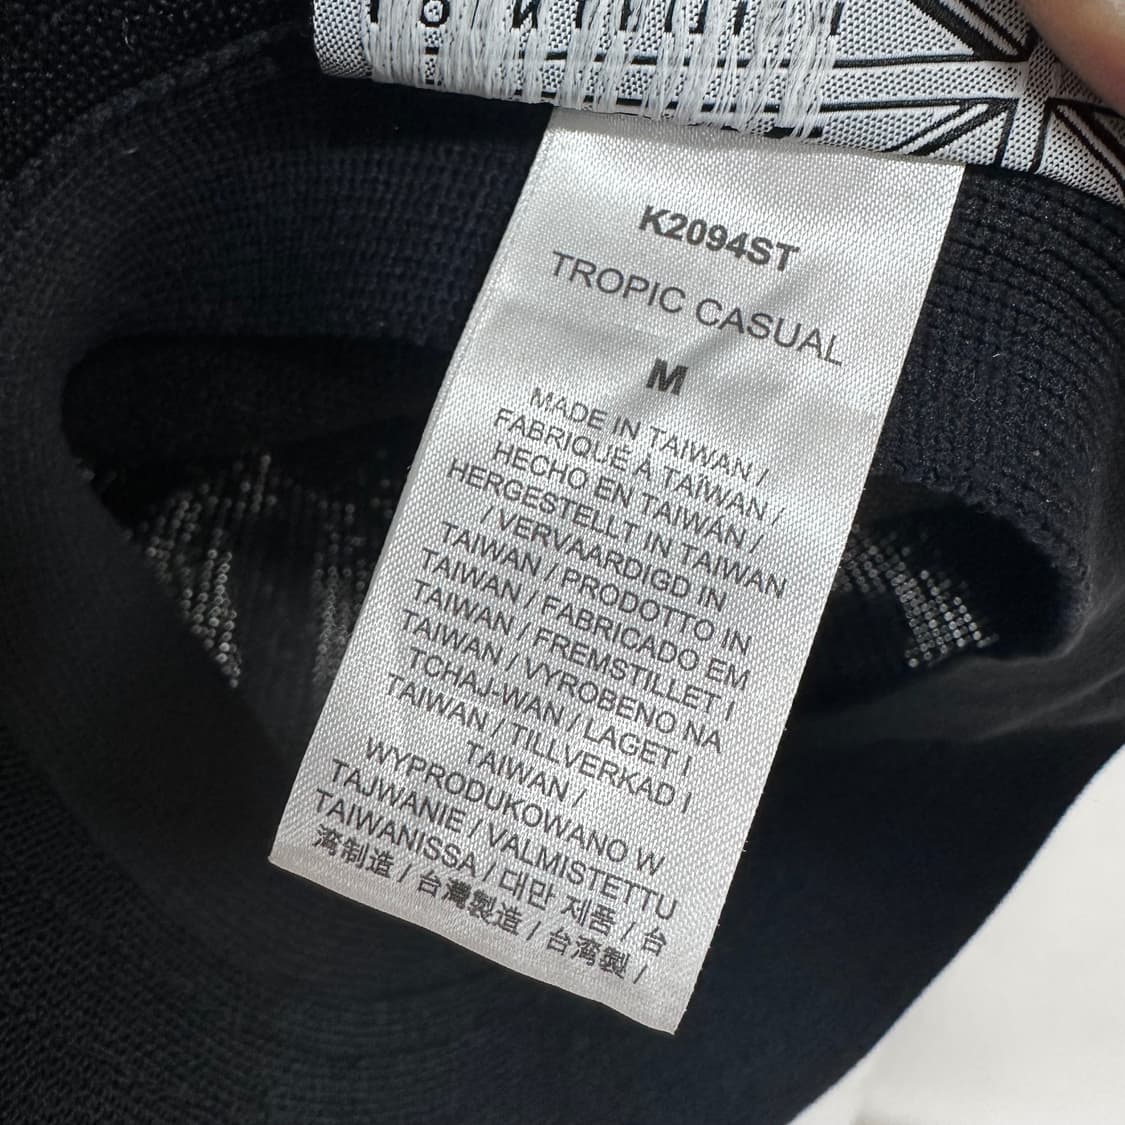 K2094ST
TROPIC CASUAL
M
MADE IN TAIWAN /
FABRIQUÉ À TAÏWAN /
HECHO EN TAIWÁN /
HERGESTELLT IN TAIWAN
/ VERVAARDIGD IN
TAIWAN / PRODOTTO IN
TAIWAN / FABRICADO EM
TAIWAN / FREMSTILLET I
TAIWAN / VYROBENO NA
TCHAJ-WAN / LAGET I
TAIWAN / TILLVERKAD I
TAIWAN /
WYPRODUKOWANO W
TAJWANIE / VALMISTETTU
TAIWANISSA / 대만 제품 / 台
湾制造 / 台灣製造 / 台湾製 /